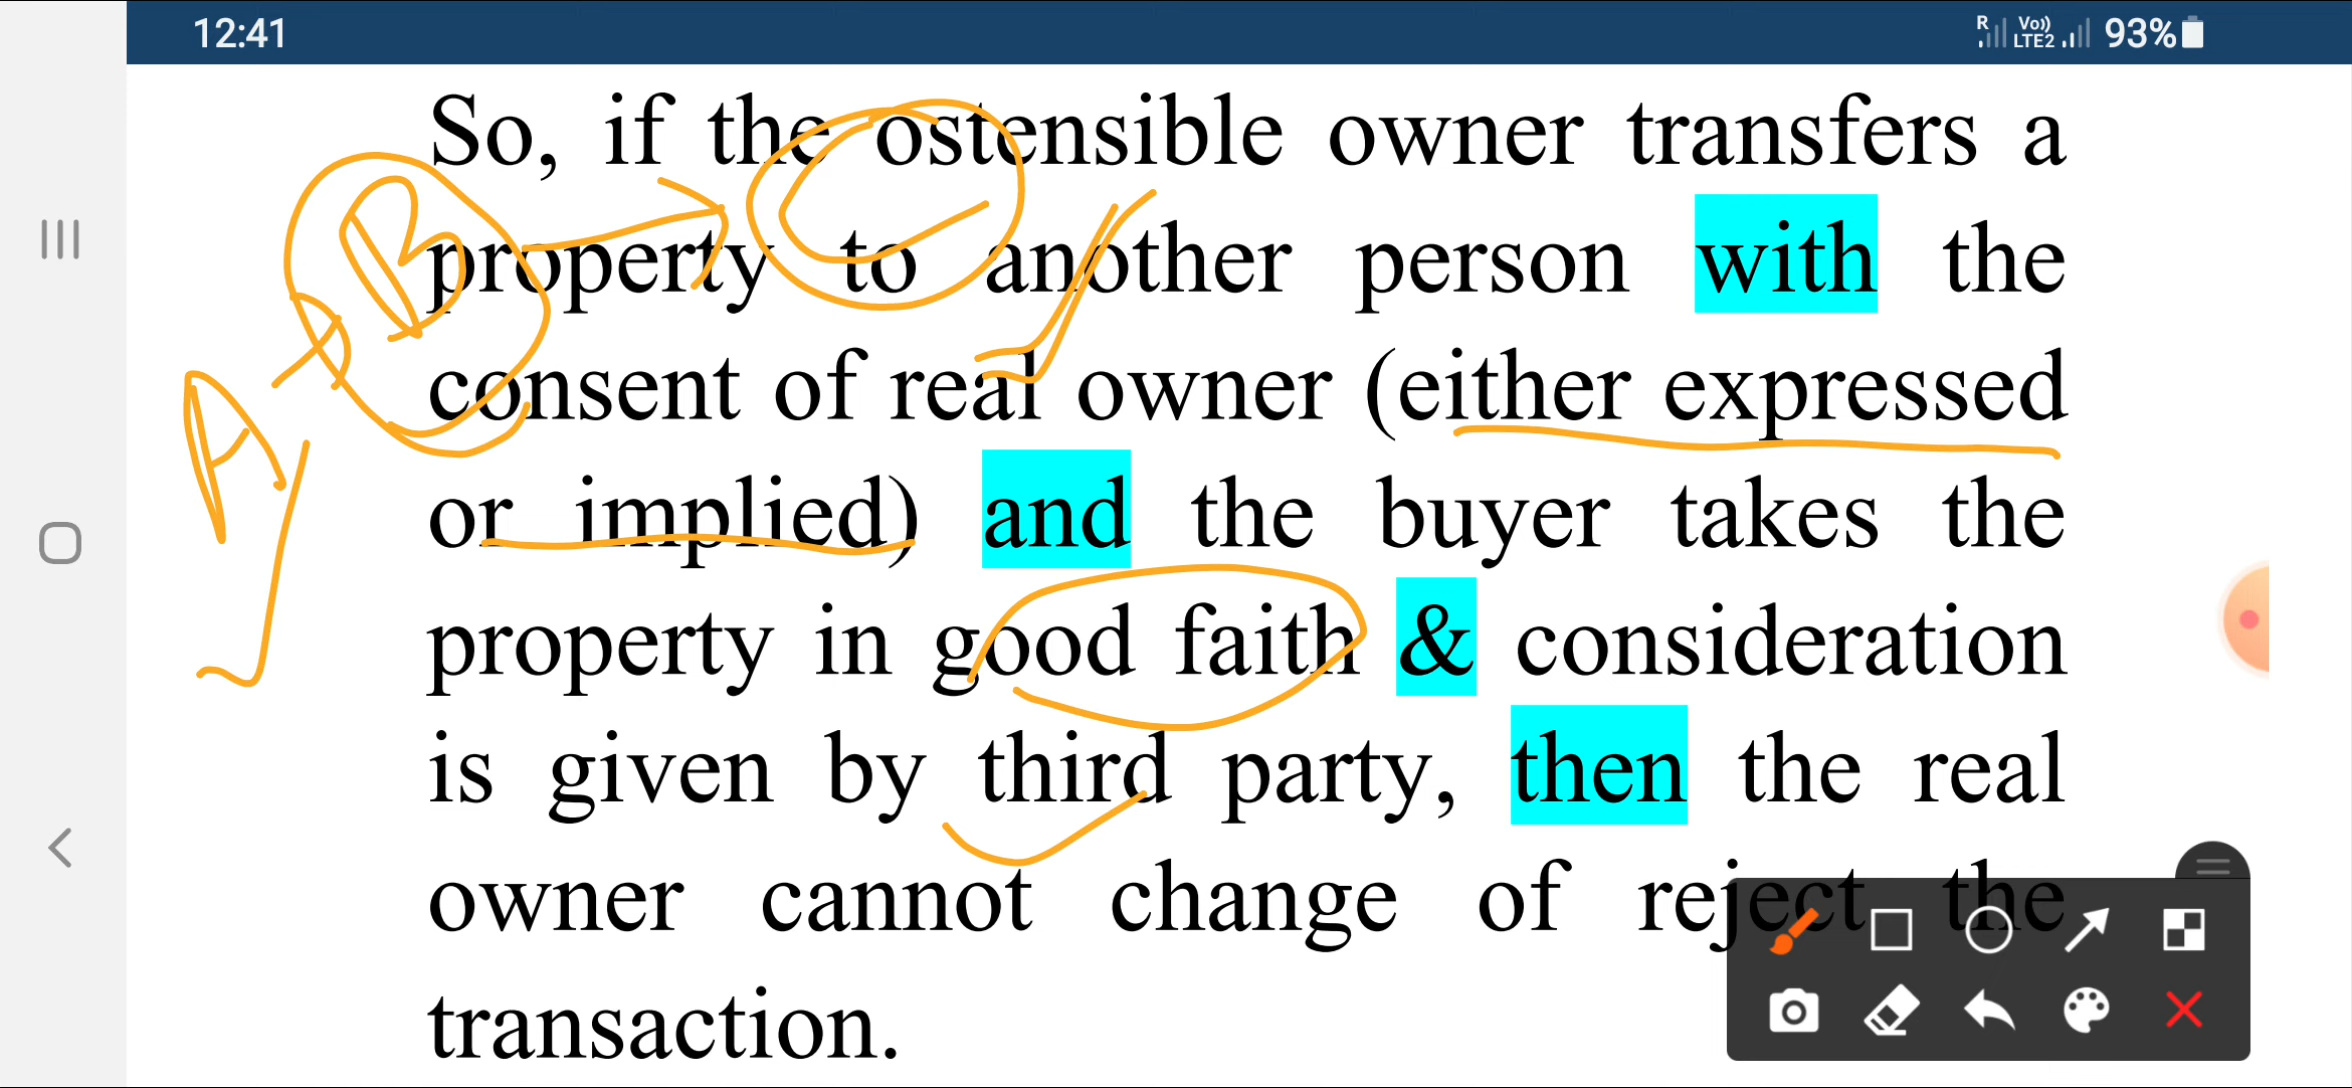 12:41 R Vo)) LTE2 93%
So, if the ostensible owner transfers a
property to another person with the
consent of real owner (either expressed
or implied) and the buyer takes the
property in good faith & consideration
is given by third party, then the real
owner cannot change of reject the
transaction.
A B